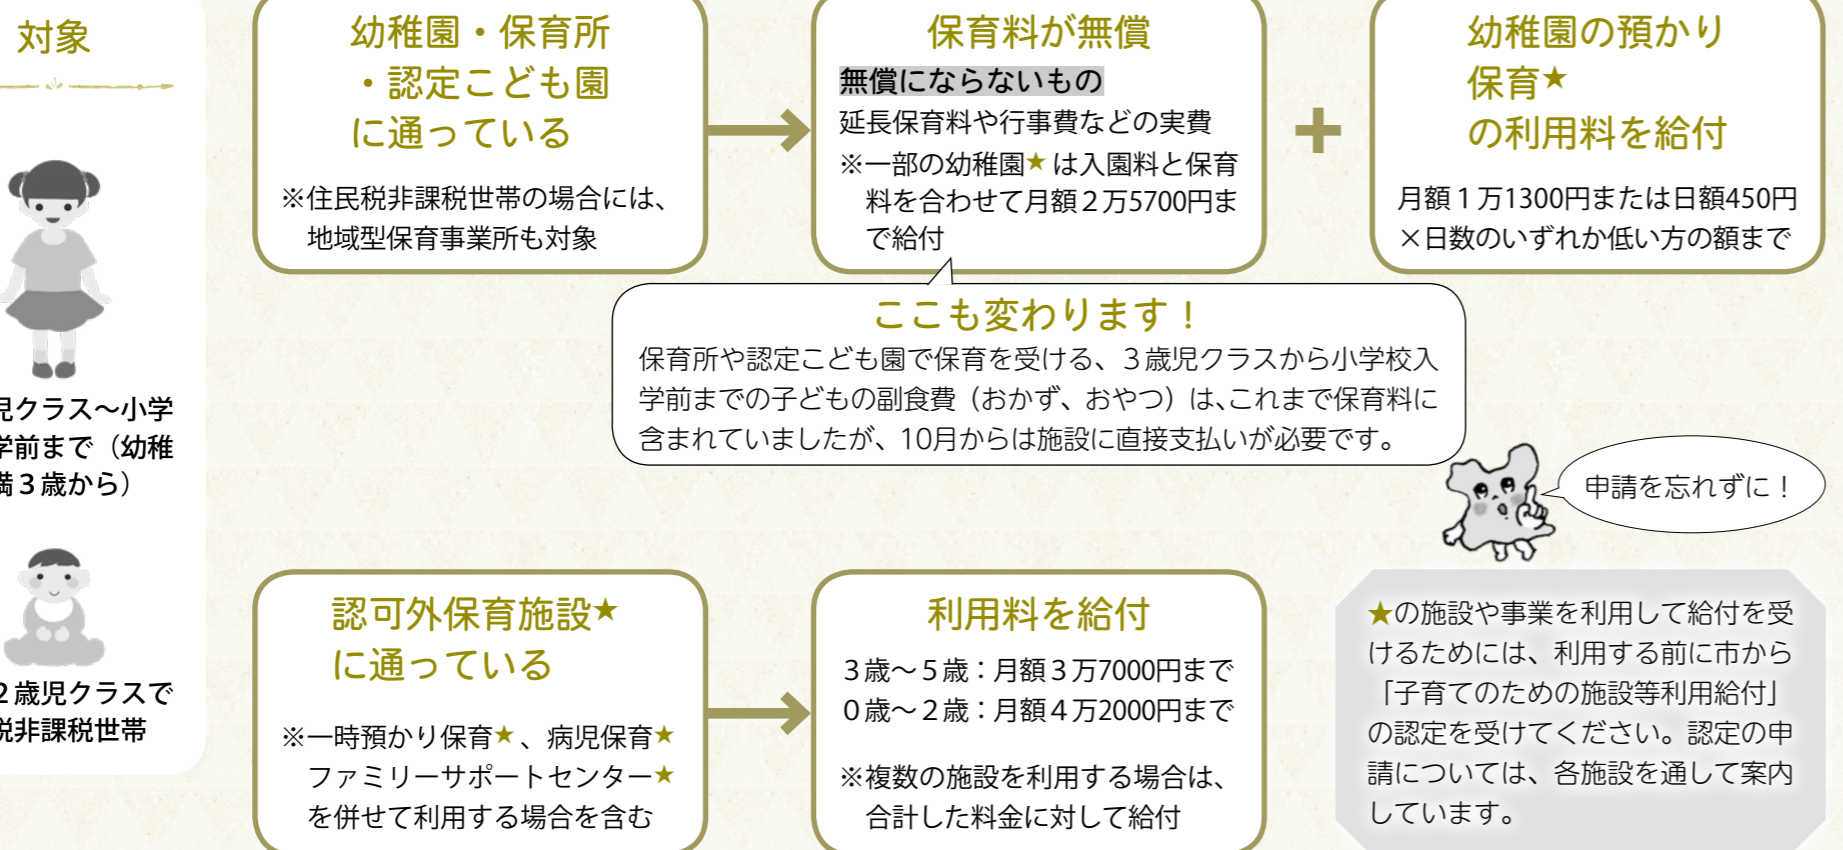 対象
児クラス〜小学
学前まで（幼稚
満３歳から）
２歳児クラスで
税非課税世帯
幼稚園・保育所
・認定こども園
に通っている
※住民税非課税世帯の場合には、
地域型保育事業所も対象
保育料が無償
無償にならないもの
延長保育料や行事費などの実費
※一部の幼稚園★は入園料と保育
料を合わせて月額２万5700円ま
で給付
+
幼稚園の預かり
保育★
の利用料を給付
月額１万1300円または日額450円
×日数のいずれか低い方の額まで
ここも変わります！
保育所や認定こども園で保育を受ける、３歳児クラスから小学校入
学前までの子どもの副食費（おかず、おやつ）は、これまで保育料に
含まれていましたが、10月からは施設に直接支払いが必要です。
申請を忘れずに！
認可外保育施設★
に通っている
※一時預かり保育★、病児保育★
ファミリーサポートセンター★
を併せて利用する場合を含む
利用料を給付
３歳〜５歳：月額３万7000円まで
０歳〜２歳：月額４万2000円まで
※複数の施設を利用する場合は、
合計した料金に対して給付
★の施設や事業を利用して給付を受
けるためには、利用する前に市から
「子育てのための施設等利用給付」
の認定を受けてください。認定の申
請については、各施設を通して案内
しています。